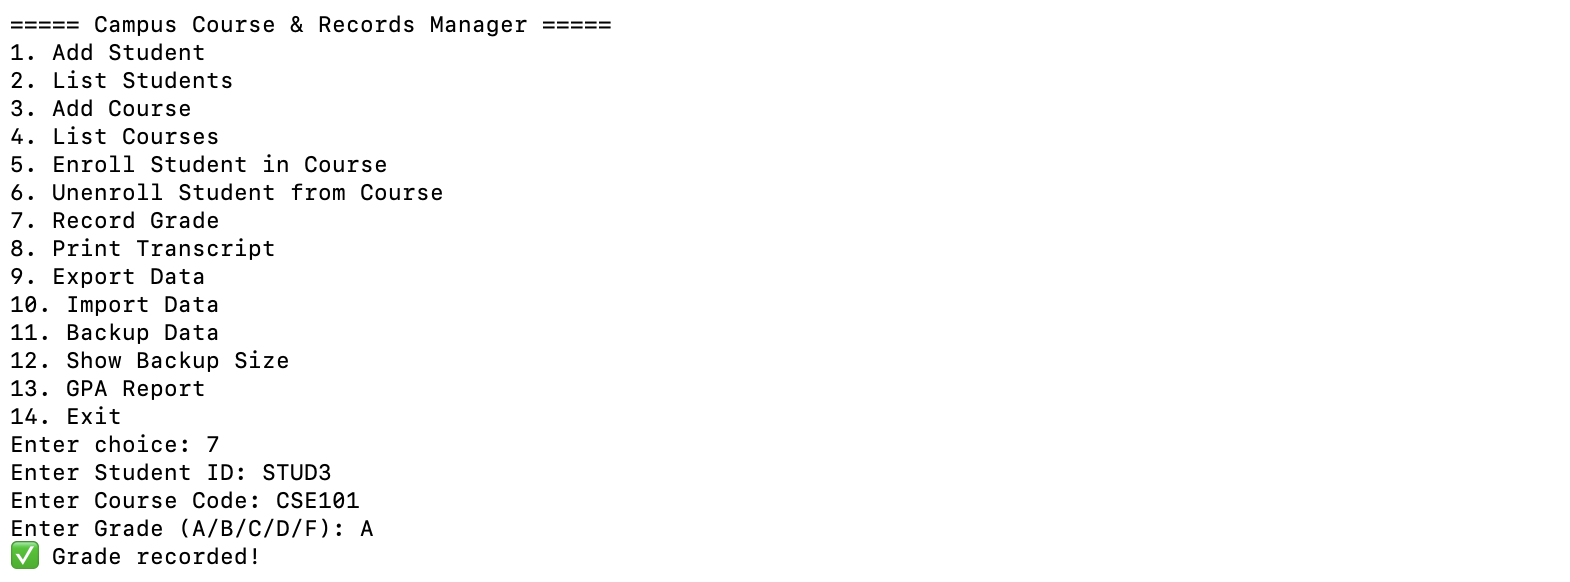 ===== Campus Course & Records Manager =====
1. Add Student
2. List Students
3. Add Course
4. List Courses
5. Enroll Student in Course
6. Unenroll Student from Course
7. Record Grade
8. Print Transcript
9. Export Data
10. Import Data
11. Backup Data
12. Show Backup Size
13. GPA Report
14. Exit
Enter choice: 7
Enter Student ID: STUD3
Enter Course Code: CSE101
Enter Grade (A/B/C/D/F): A
✅ Grade recorded!